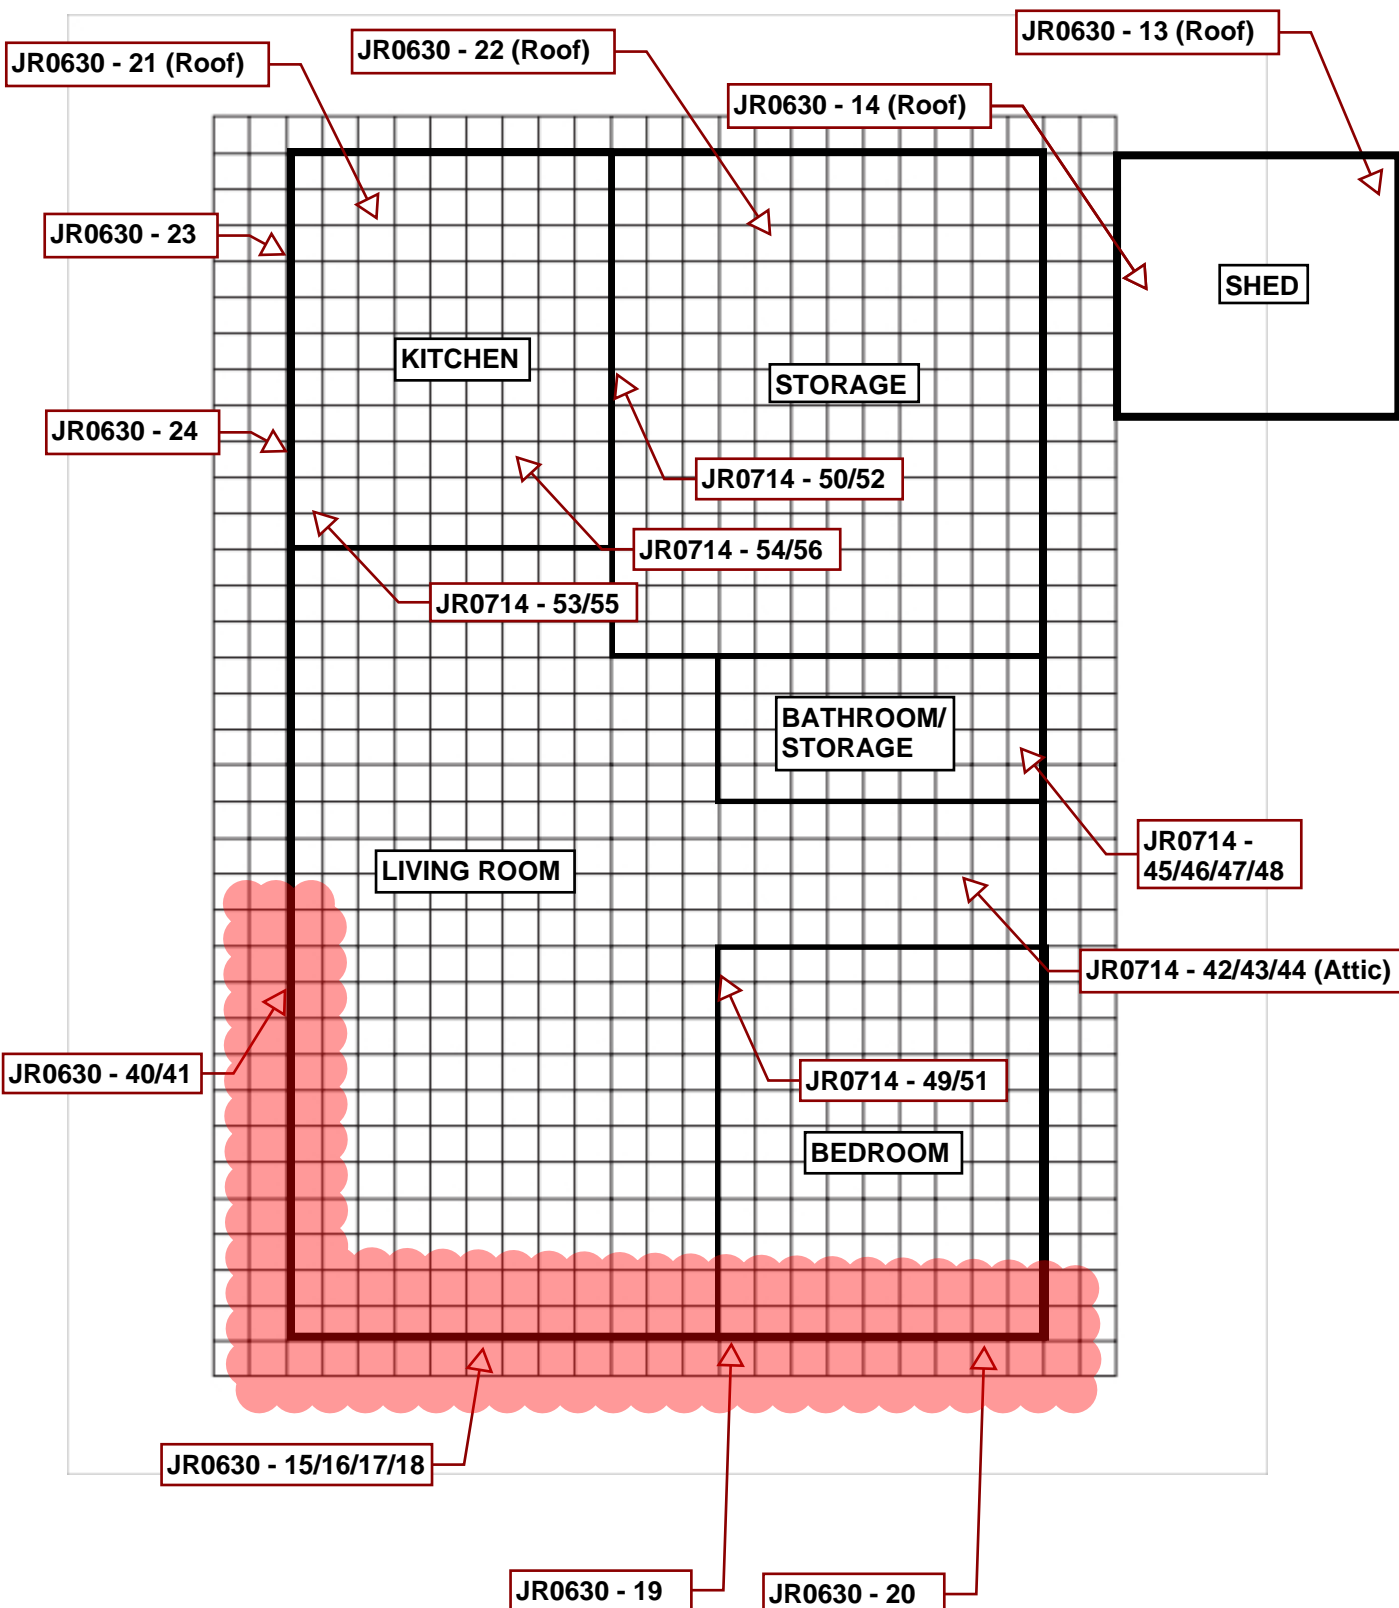 JR0630 - 13 (Roof)
JR0630 - 22 (Roof)
JR0630 - 21 (Roof)
JR0630 - 14 (Roof)
JR0630 - 23
SHED
KITCHEN
STORAGE
JR0630 - 24
JR0714 - 50/52
JR0714 - 54/56
JR0714 - 53/55
BATHROOM/
STORAGE
JR0714 -
45/46/47/48
LIVING ROOM
JR0714 - 42/43/44 (Attic)
JR0630 - 40/41
JR0714 - 49/51
BEDROOM
JR0630 - 15/16/17/18
JR0630 - 19
JR0630 - 20